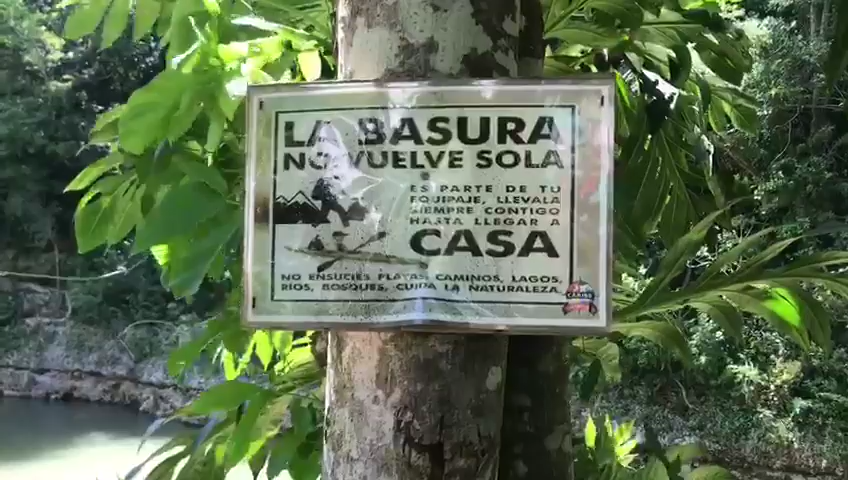 LA BASURA
NO VUELVE SOLA
ES PARTE DE TU
EQUIPAJE, LLEVALA
SIEMPRE CONTIGO
HASTA LLEGAR A
CASA
NO ENSUCIES PLAYAS, CAMINOS, LAGOS,
RIOS, BOSQUES, CUIDA LA NATURALEZA.
CARIBE